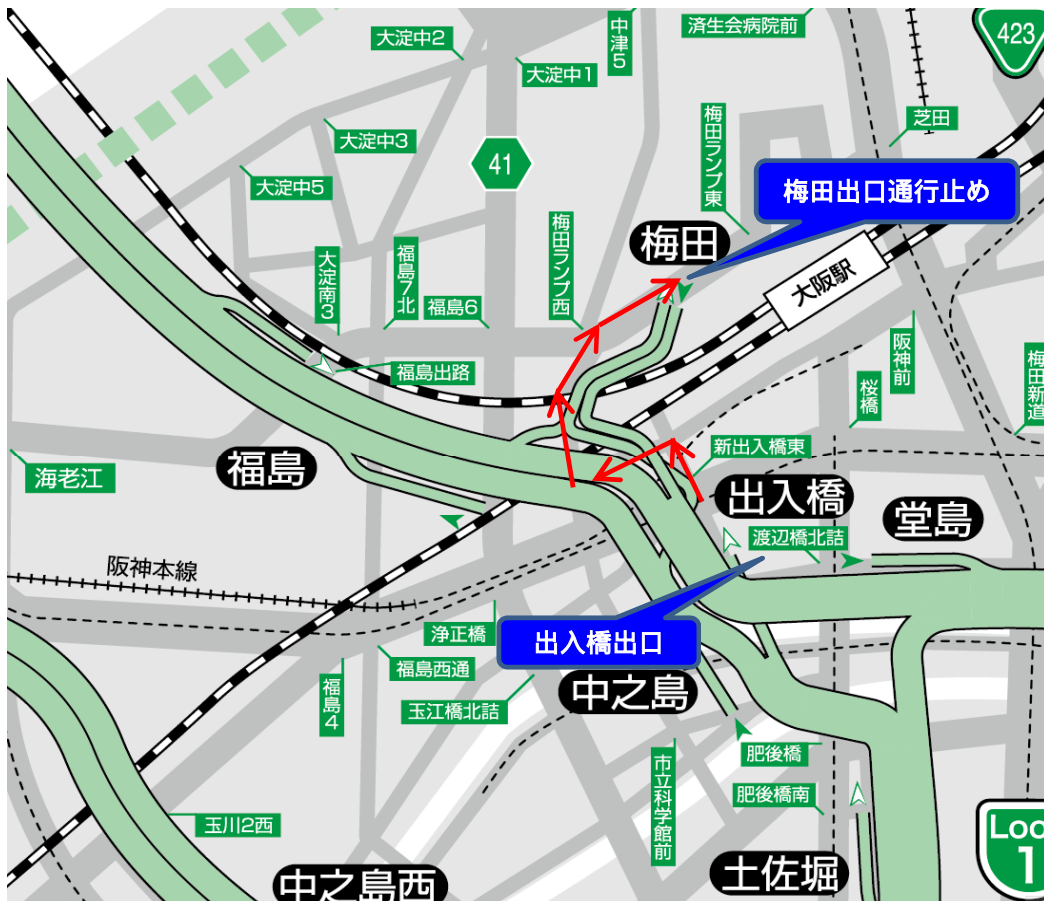 大淀中2
中津5
済生会病院前
423
大淀中1
芝田
大淀中3
梅田ランプ東
41
大淀中5
梅田出口通行止め
梅田
大淀南3
福島7北
福島6
梅田ランプ西
大阪駅
阪神前
梅田新道
福島出路
桜橋
新出入橋東
福島
海老江
出入橋
堂島
渡辺橋北詰
阪神本線
浄正橋
出入橋出口
福島西通
福島4
玉江橋北詰
中之島
肥後橋
市立科学館前
肥後橋南
玉川2西
Loo
1
中之島西
土佐堀